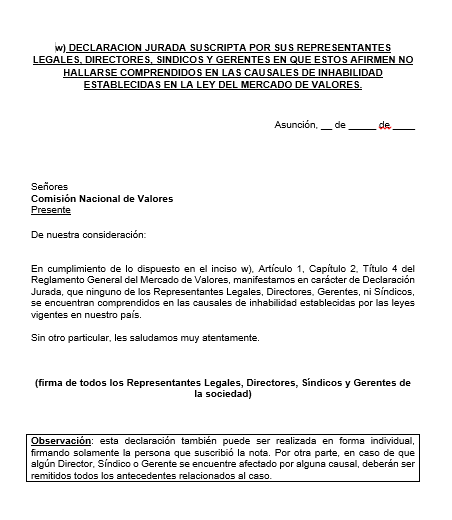 w) DECLARACION JURADA SUSCRIPTA POR SUS REPRESENTANTES
LEGALES, DIRECTORES, SINDICOS Y GERENTES EN QUE ESTOS AFIRMEN NO
HALLARSE COMPRENDIDOS EN LAS CAUSALES DE INHABILIDAD
ESTABLECIDAS EN LA LEY DEL MERCADO DE VALORES.
Asunción, __ de _____ de ____
Señores
Comisión Nacional de Valores
Presente
De nuestra consideración:
En cumplimiento de lo dispuesto en el inciso w), Artículo 1, Capítulo 2, Título 4 del
Reglamento General del Mercado de Valores, manifestamos en carácter de Declaración
Jurada, que ninguno de los Representantes Legales, Directores, Gerentes, ni Síndicos,
se encuentran comprendidos en las causales de inhabilidad establecidas por las leyes
vigentes en nuestro país.
Sin otro particular, les saludamos muy atentamente.
(firma de todos los Representantes Legales, Directores, Síndicos y Gerentes de
la sociedad)
Observación: esta declaración también puede ser realizada en forma individual,
firmando solamente la persona que suscribió la nota. Por otra parte, en caso de que
algún Director, Síndico o Gerente se encuentre afectado por alguna causal, deberán ser
remitidos todos los antecedentes relacionados al caso.